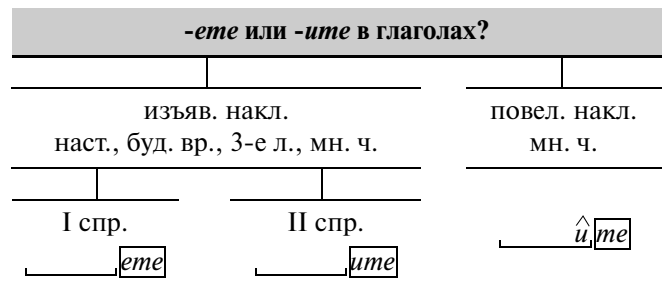 -ете или -ите в глаголах?
изъяв. накл.
наст., буд. вр., 3-е л., мн. ч.
повел. накл.
мн. ч.
I спр.
II спр.
ете
ите
и те